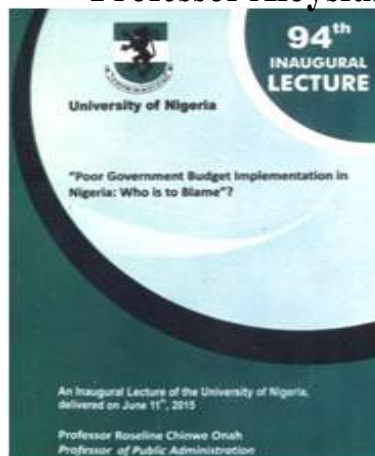 94th
INAUGURAL
LECTURE
University of Nigeria
"Poor Government Budget Implementation in
Nigeria: Who is to Blame"?
An Inaugural Lecture of the University of Nigeria,
delivered on June 11th, 2015
Professor Roseline Chinwe Onah
Professor of Public Administration